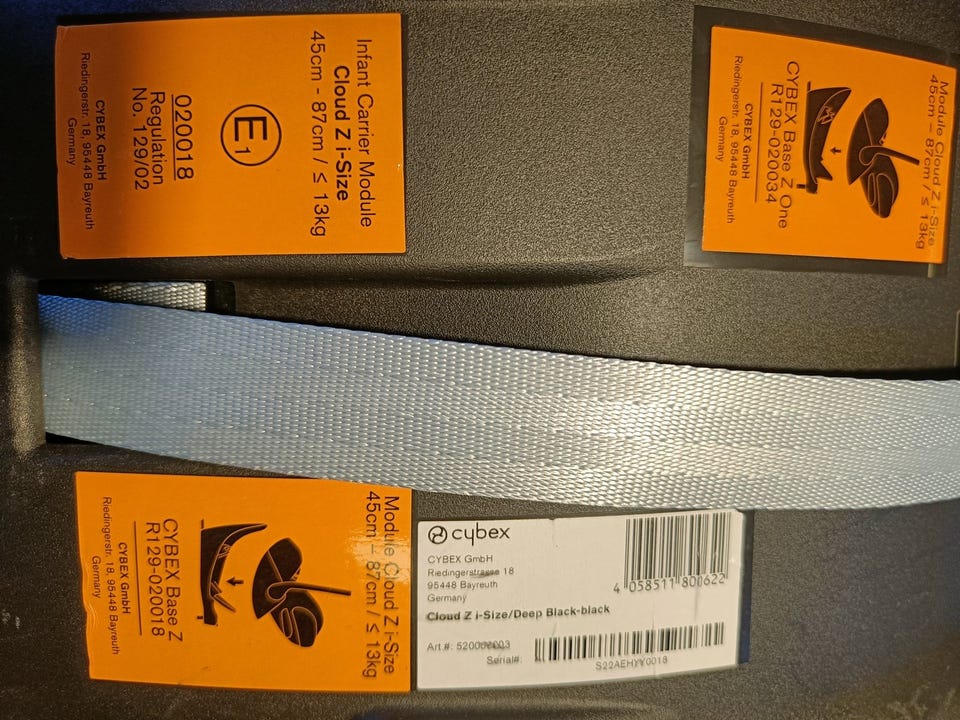 Infant Carrier Module
Cloud Z i-Size
45cm - 87cm / ≤ 13kg
E1
020018
Regulation
No. 129/02
CYBEX GmbH
Riedingerstr. 18, 95448 Bayreuth
Germany
Module Cloud Z i-Size
45cm - 87cm / ≤ 13kg
CYBEX Base Z One
R129-020034
CYBEX GmbH
Riedingerstr. 18, 95448 Bayreuth
Germany
Module Cloud Z i-Size
45cm - 87cm / ≤ 13kg
CYBEX Base Z
R129-020018
CYBEX GmbH
Riedingerstr. 18, 95448 Bayreuth
Germany
cybex
CYBEX GmbH
Riedingerstrasse 18
95448 Bayreuth
Germany
4 058511 800622
Cloud Z i-Size/Deep Black-black
Art.#:
Serial#:
S22AEHYY0018